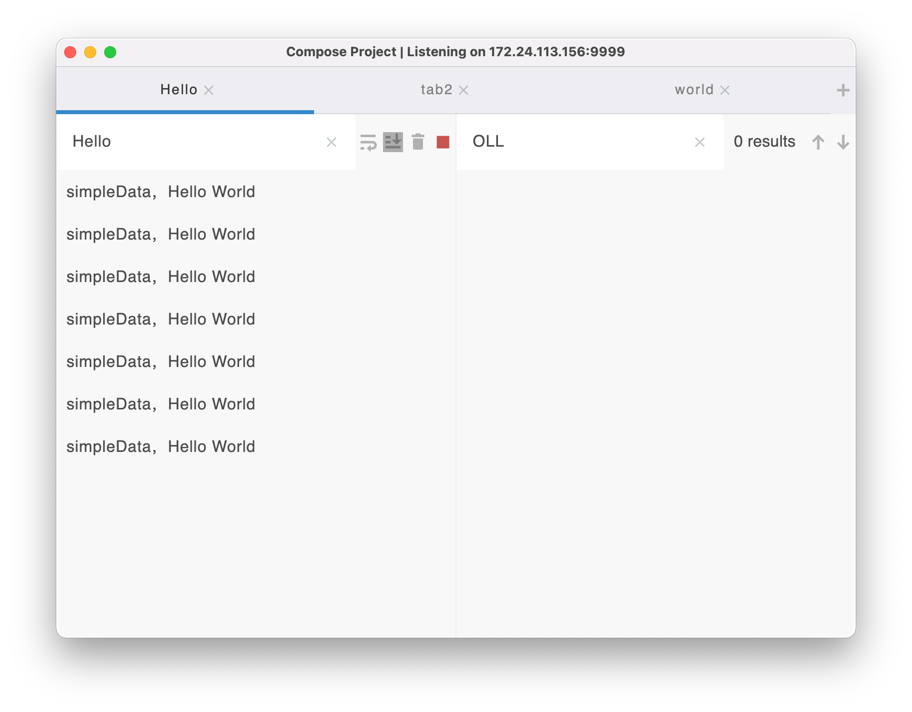 Compose Project | Listening on 172.24.113.156:9999
Hello
tab2
world
Hello
OLL
0 results
simpleData，Hello World
simpleData，Hello World
simpleData，Hello World
simpleData，Hello World
simpleData，Hello World
simpleData，Hello World
simpleData，Hello World